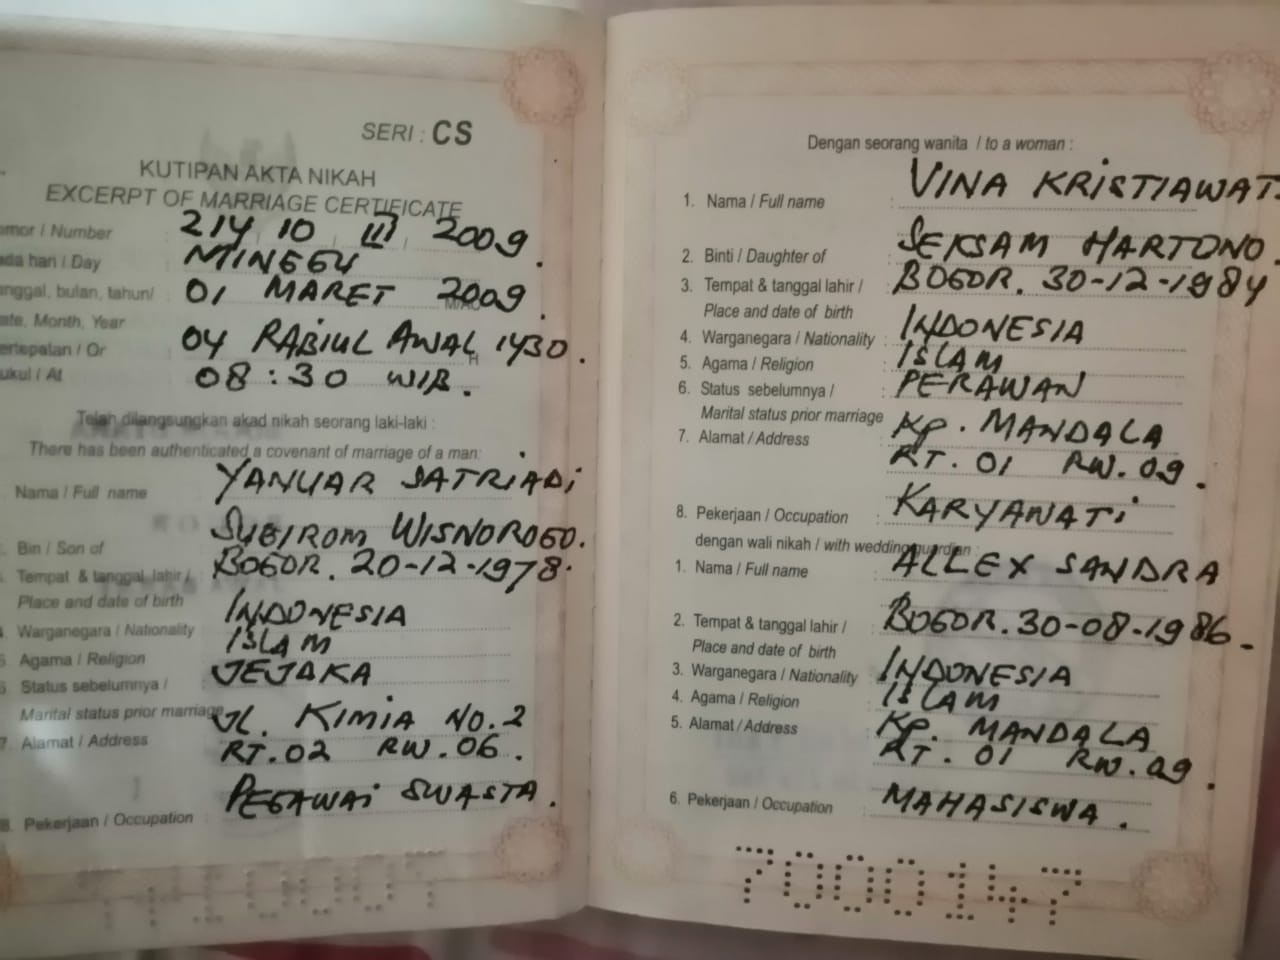 SERI : CS
KUTIPAN AKTA NIKAH
EXCERPT OF MARRIAGE CERTIFICATE
omor / Number : 214 10 III 2009
ada hari / Day : MINGGU
anggal, bulan, tahun/ : 01 MARET 2009
ate, Month, Year
ertepatan / Or : 04 RABIUL AWAL 1430 H
ukul / At : 08 : 30 WIB.
Telah dilangsungkan akad nikah seorang laki-laki :
There has been authenticated a covenant of marriage of a man:
Nama / Full name YANUAR SATRIADi
Bin / Son of : SUGIROM WISNOROGO.
Tempat & tanggal lahir / : BOGOR. 20-12-1978.
Place and date of birth
Warganegara / Nationality INDONESIA
Agama / Religion ISLAM
Status sebelumnya / : JEJAKA
Marital status prior marriage
7. Alamat / Address JL. KIMIA NO. 2
RT. 02 RW. 06.
8. Pekerjaan / Occupation : PEGAWAi SWASTA.
Dengan seorang wanita / to a woman :
1. Nama / Full name : VINA KRiSTIAWAT
2. Binti / Daughter of : SEKSAM HARTONO.
3. Tempat & tanggal lahir / : BOGOR. 30-12-1984
Place and date of birth
4. Warganegara / Nationality : INDONESIA
5. Agama / Religion : ISLAM
6. Status sebelumnya / : PERAWAN
Marital status prior marriage
7. Alamat / Address : Kp. MANDALA
RT. 01 RW. 09.
8. Pekerjaan / Occupation : KARYAWATi
dengan wali nikah / with wedding guardian :
1. Nama / Full name : ALLEX SANDRA
2. Tempat & tanggal lahir / : BOGOR. 30-08-1986.
Place and date of birth
3. Warganegara / Nationality : INDONESIA
4. Agama / Religion : ISLAM
5. Alamat / Address : Kp. MANDALA
RT. 01 RW. 09.
6. Pekerjaan / Occupation : MAHASISWA.
700147